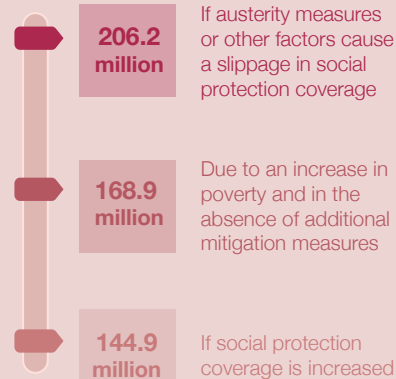 206.2
million
If austerity measures
or other factors cause
a slippage in social
protection coverage
168.9
million
Due to an increase in
poverty and in the
absence of additional
mitigation measures
144.9
million
If social protection
coverage is increased